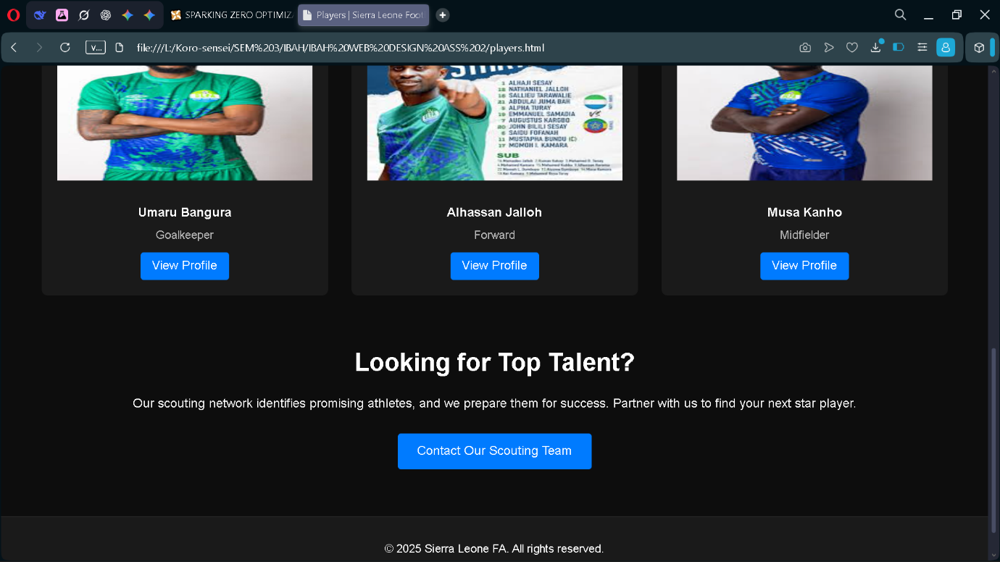 SPARKING ZERO OPTIMIZA
Players | Sierra Leone Foot
v...
file:///L:/Koro-sensei/SEM%203/IBAH/IBAH%20WEB%20DESIGN%20ASS%202/players.html
1 ALHAJI SESAY
18 NATHANIEL JALLOH
16 SALLIEU TARAWALIE
21 ABDULAI JUMA BAH
5 ALPHA TURAY
19 EMMANUEL SAMADIA
7 AUGUSTUS KARGBO
20 JOHN BILILI SESAY
6 SAIDU FOFANAH
11 MUSTAPHA BUNDU (C)
17 MOMOH I. KAMARA
VS
SUB
Umaru Bangura
Goalkeeper
View Profile
Alhassan Jalloh
Forward
View Profile
Musa Kanho
Midfielder
View Profile
Looking for Top Talent?
Our scouting network identifies promising athletes, and we prepare them for success. Partner with us to find your next star player.
Contact Our Scouting Team
© 2025 Sierra Leone FA. All rights reserved.